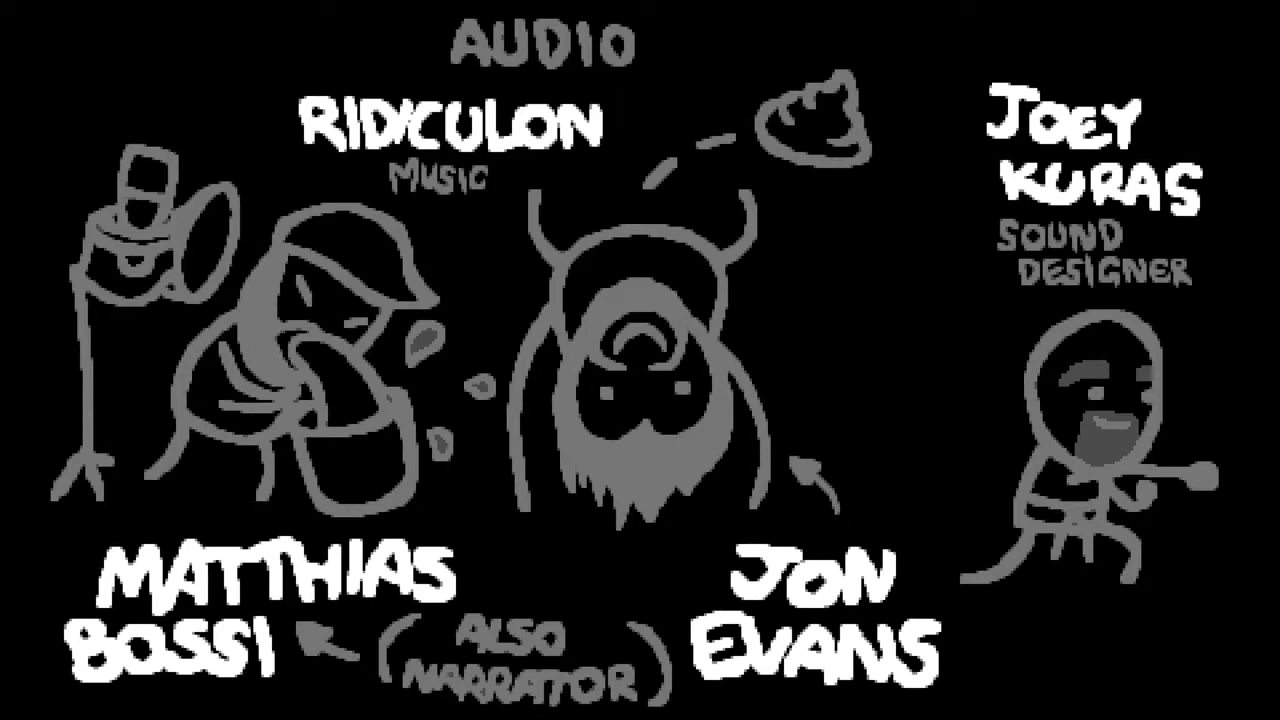 AUDIO
RIDICULON
MUSIC
JOEY
KURAS
SOUND
DESIGNER
MATTHIAS
BOSSI
(ALSO
NARRATOR)
JON
EVANS